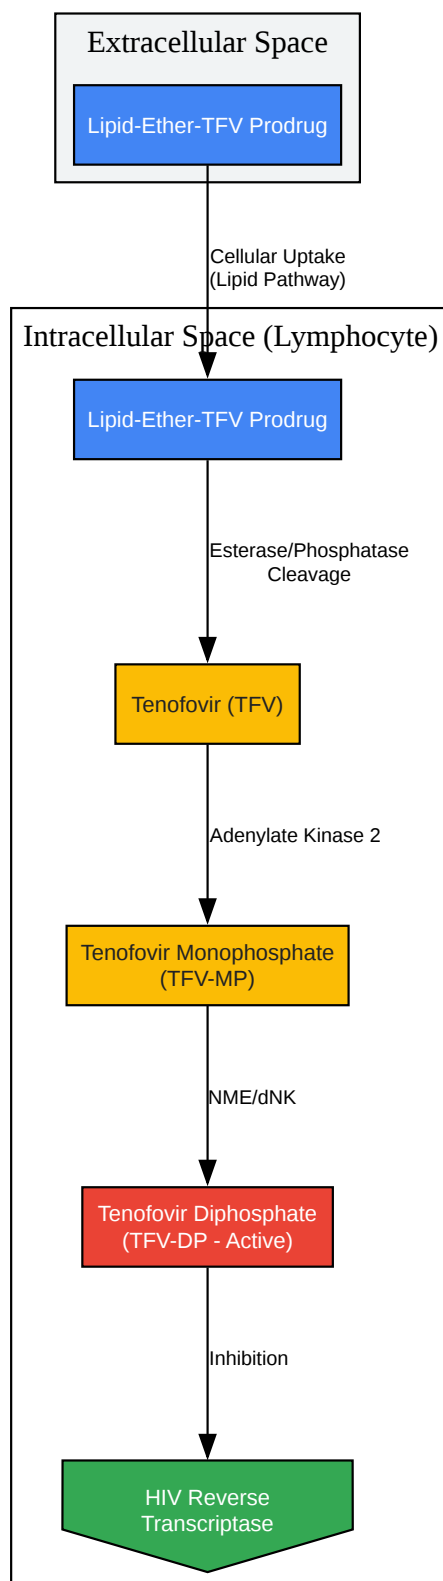 Extracellular Space
Lipid-Ether-TFV Prodrug
Cellular Uptake
(Lipid Pathway)
Intracellular Space (Lymphocyte)
Lipid-Ether-TFV Prodrug
Esterase/Phosphatase
Cleavage
Tenofovir (TFV)
Adenylate Kinase 2
Tenofovir Monophosphate
(TFV-MP)
NME/dNK
Tenofovir Diphosphate
(TFV-DP - Active)
Inhibition
HIV Reverse
Transcriptase